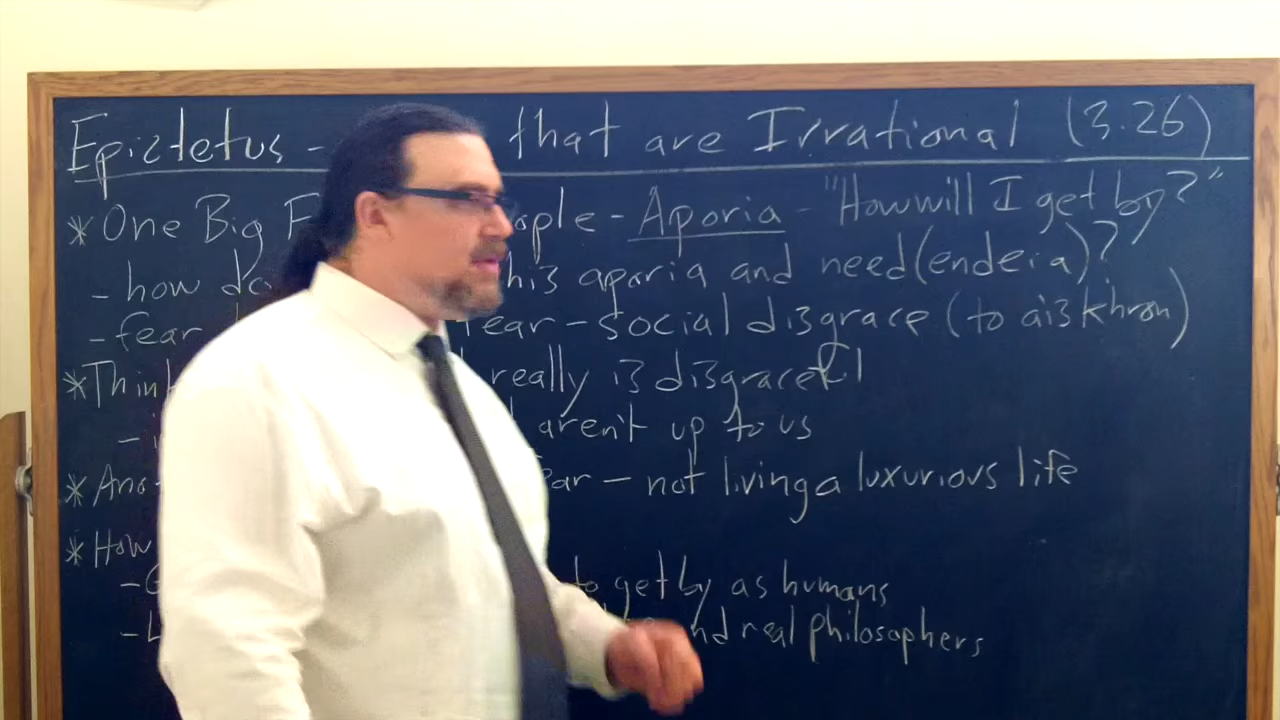 Epictetus - that are Irrational (3.26)
* One Big F ople - Aporia - "How will I get by?"
- how do his aporia and need (endeia)?
- fear fear - social disgrace (to aiskhron)
* Think really is disgraceful
- i aren't up to us
* Ano ear - not living a luxurious life
* How
- G to get by as humans
- L nd real philosophers